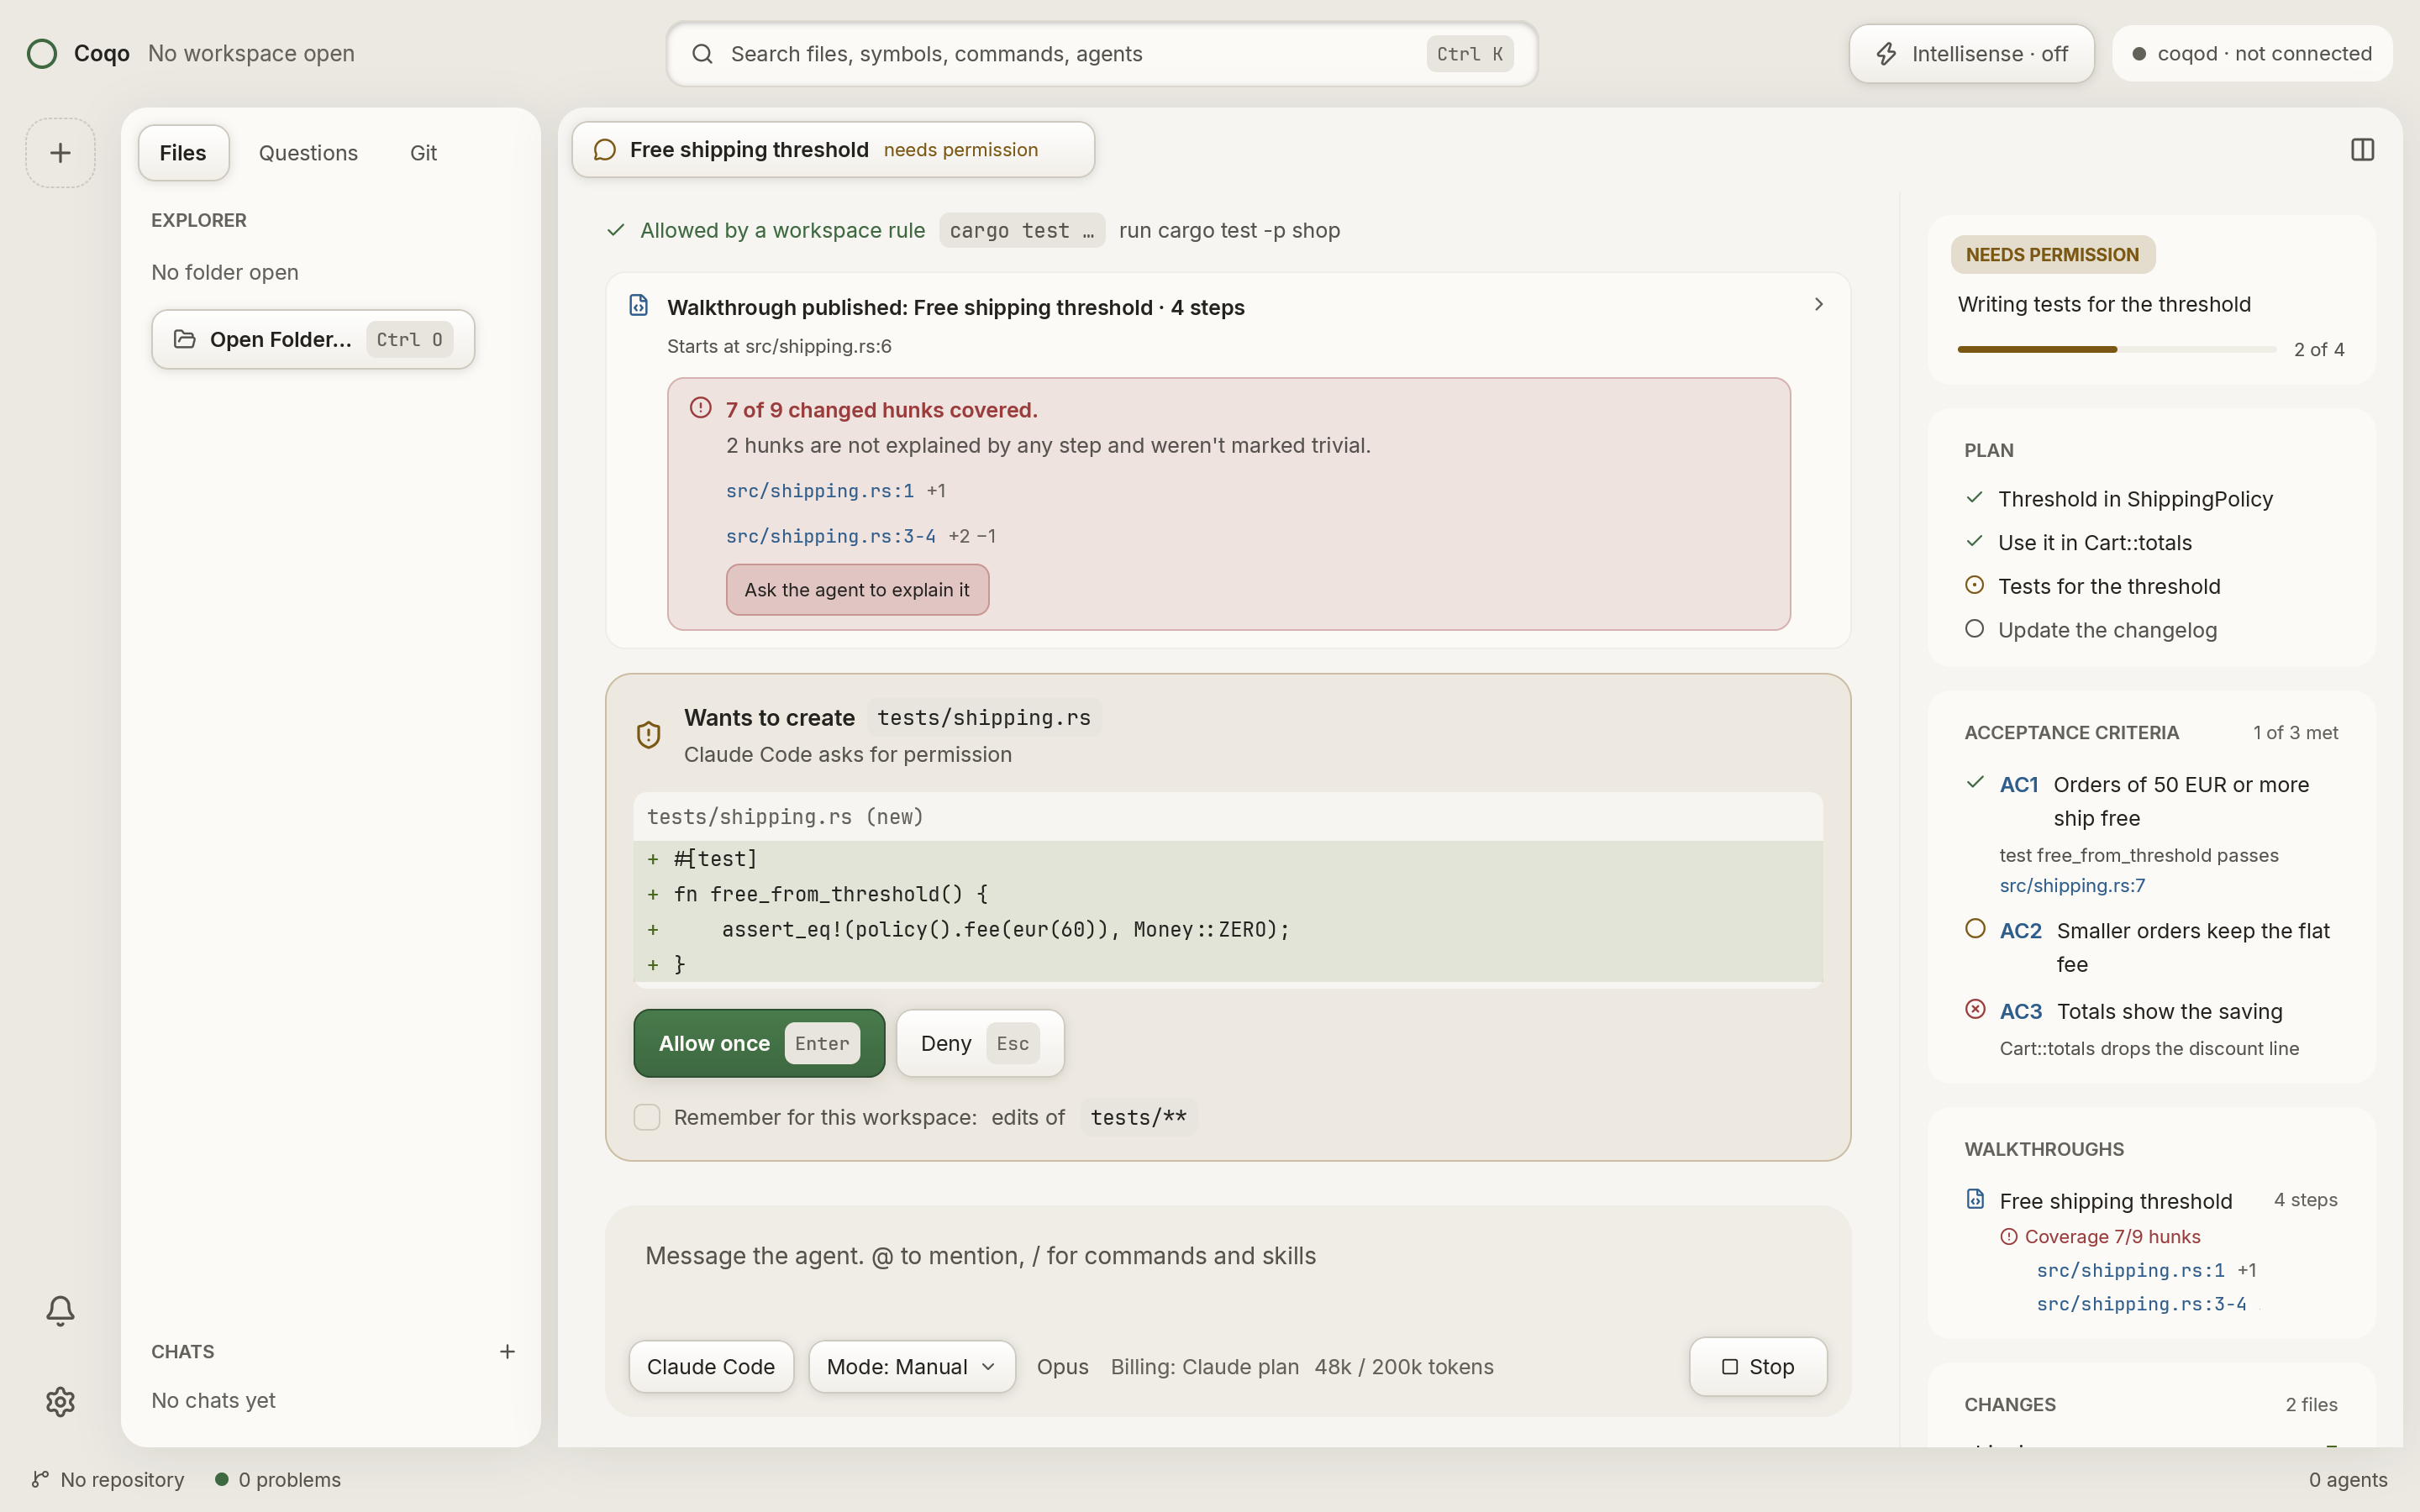 Coqo No workspace open
Search files, symbols, commands, agents Ctrl K
Intellisense · off
coqod · not connected
Files Questions Git
EXPLORER
No folder open
Open Folder... Ctrl O
CHATS
No chats yet
Free shipping threshold needs permission
Allowed by a workspace rule cargo test … run cargo test -p shop
Walkthrough published: Free shipping threshold · 4 steps
Starts at src/shipping.rs:6
7 of 9 changed hunks covered.
2 hunks are not explained by any step and weren't marked trivial.
src/shipping.rs:1 +1
src/shipping.rs:3-4 +2 −1
Ask the agent to explain it
Wants to create tests/shipping.rs
Claude Code asks for permission
tests/shipping.rs (new)
+ #[test]
+ fn free_from_threshold() {
+     assert_eq!(policy().fee(eur(60)), Money::ZERO);
+ }
Allow once Enter Deny Esc
Remember for this workspace: edits of tests/**
Message the agent. @ to mention, / for commands and skills
Claude Code Mode: Manual Opus Billing: Claude plan 48k / 200k tokens Stop
NEEDS PERMISSION
Writing tests for the threshold
2 of 4
PLAN
Threshold in ShippingPolicy
Use it in Cart::totals
Tests for the threshold
Update the changelog
ACCEPTANCE CRITERIA 1 of 3 met
AC1 Orders of 50 EUR or more
ship free
test free_from_threshold passes
src/shipping.rs:7
AC2 Smaller orders keep the flat
fee
AC3 Totals show the saving
Cart::totals drops the discount line
WALKTHROUGHS
Free shipping threshold 4 steps
Coverage 7/9 hunks
src/shipping.rs:1 +1
src/shipping.rs:3-4
CHANGES 2 files
No repository 0 problems
0 agents